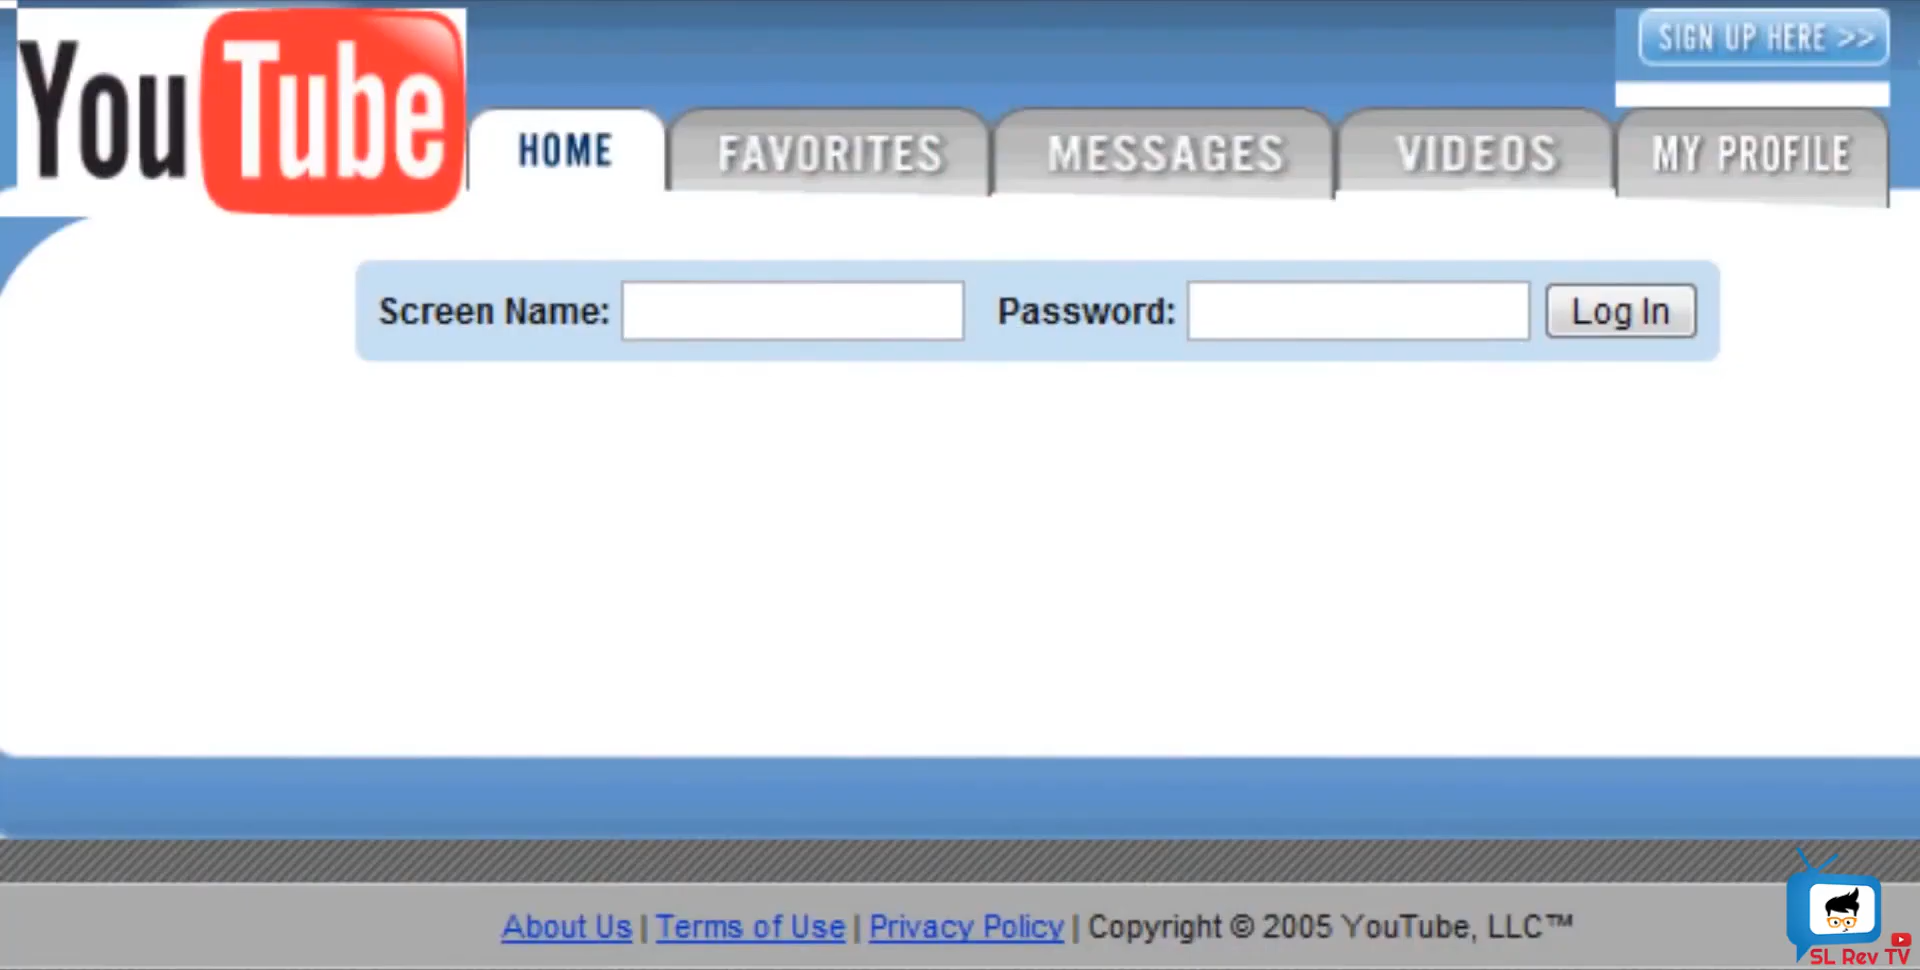 YouTube
SIGN UP HERE >>
HOME FAVORITES MESSAGES VIDEOS MY PROFILE
Screen Name: Password: Log In
About Us | Terms of Use | Privacy Policy | Copyright © 2005 YouTube, LLC™
SL Rev TV